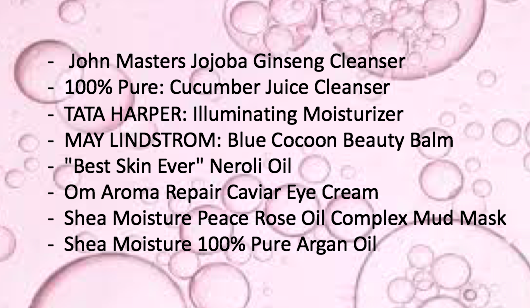 - John Masters Jojoba Ginseng Cleanser
- 100% Pure: Cucumber Juice Cleanser
- TATA HARPER: Illuminating Moisturizer
- MAY LINDSTROM: Blue Cocoon Beauty Balm
- "Best Skin Ever" Neroli Oil
- Om Aroma Repair Caviar Eye Cream
- Shea Moisture Peace Rose Oil Complex Mud Mask
- Shea Moisture 100% Pure Argan Oil